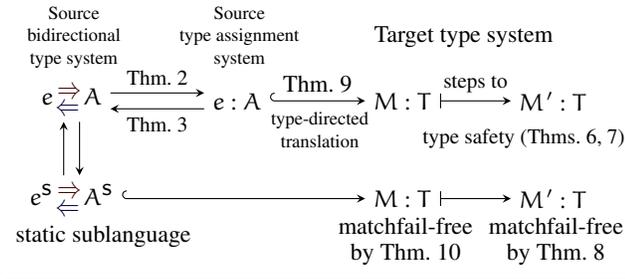 Source
bidirectional
type system
Source
type assignment
system
Target type system
e ⇒⇐ A
Thm. 2
Thm. 3
e : A
Thm. 9
type-directed
translation
M : T
steps to
M′ : T
type safety (Thms. 6, 7)
eˢ ⇒⇐ Aˢ
static sublanguage
M : T
matchfail-free
by Thm. 10
M′ : T
matchfail-free
by Thm. 8